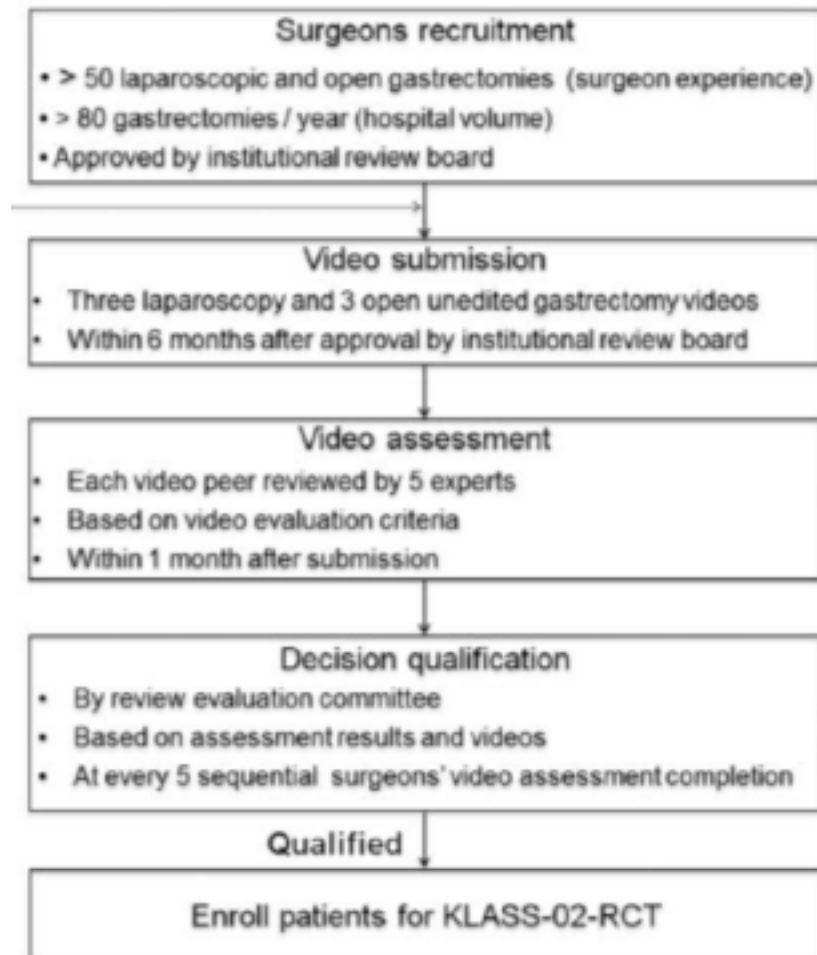 Surgeons recruitment
• > 50 laparoscopic and open gastrectomies (surgeon experience)
• > 80 gastrectomies / year (hospital volume)
• Approved by institutional review board
Video submission
• Three laparoscopy and 3 open unedited gastrectomy videos
• Within 6 months after approval by institutional review board
Video assessment
• Each video peer reviewed by 5 experts
• Based on video evaluation criteria
• Within 1 month after submission
Decision qualification
• By review evaluation committee
• Based on assessment results and videos
• At every 5 sequential surgeons' video assessment completion
Qualified
Enroll patients for KLASS-02-RCT